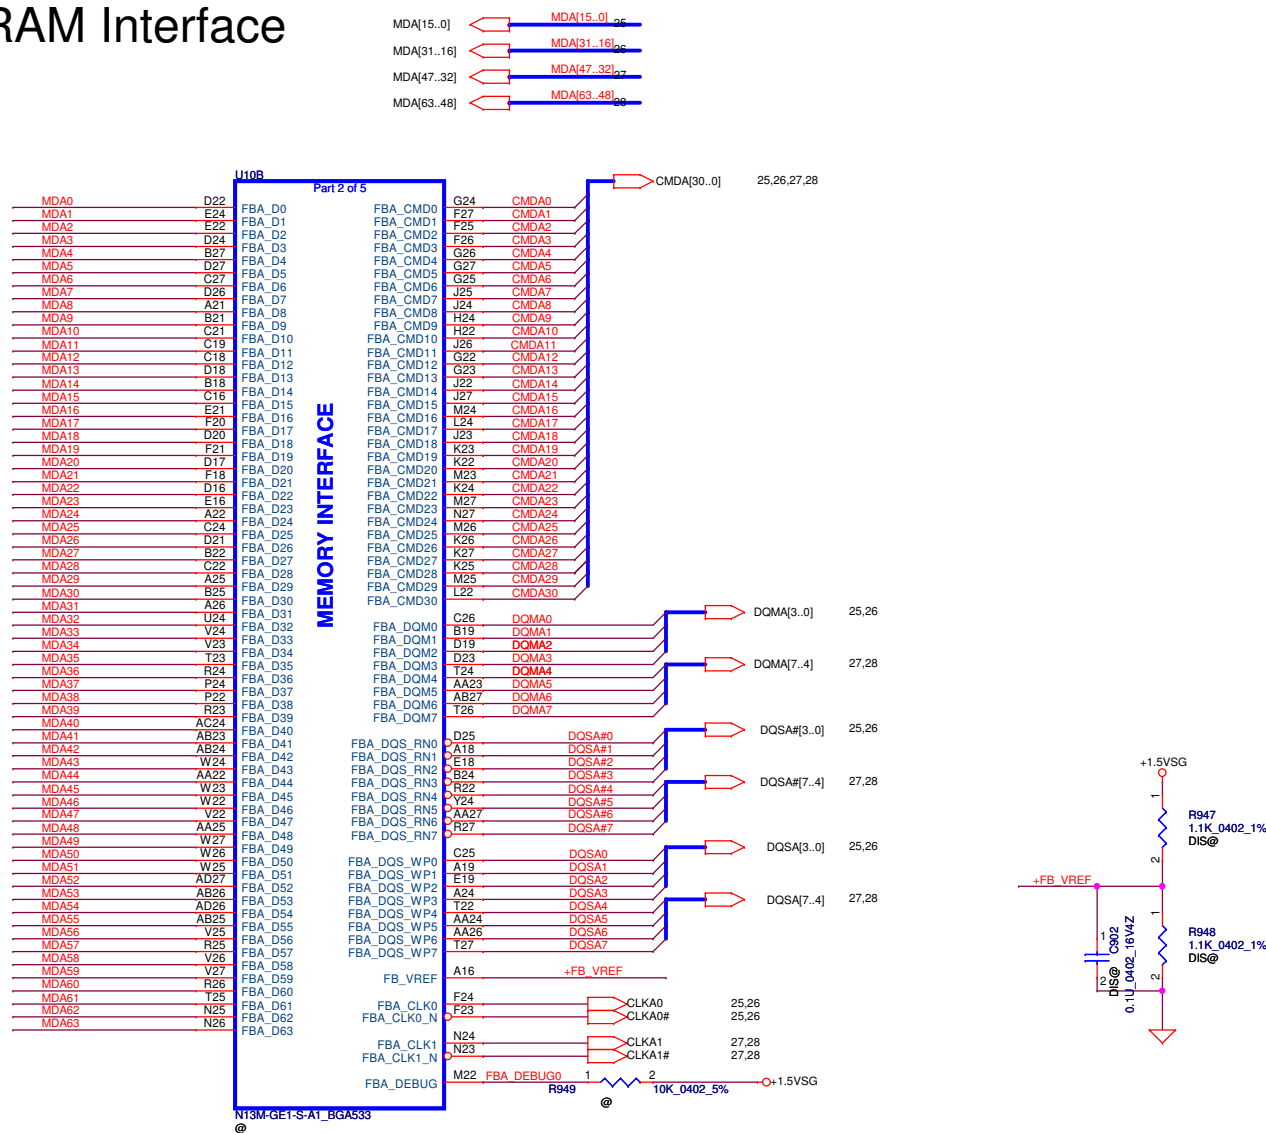 RAM Interface
MDA[15..0] MDA[15..0] 25
MDA[31..16] MDA[31..16] 26
MDA[47..32] MDA[47..32] 27
MDA[63..48] MDA[63..48] 28
U10B
Part 2 of 5
CMDA[30..0] 25,26,27,28
MDA0 D22 FBA_D0 FBA_CMD0 G24 CMDA0
MDA1 E24 FBA_D1 FBA_CMD1 F27 CMDA1
MDA2 E22 FBA_D2 FBA_CMD2 F25 CMDA2
MDA3 D24 FBA_D3 FBA_CMD3 F26 CMDA3
MDA4 B27 FBA_D4 FBA_CMD4 G26 CMDA4
MDA5 D27 FBA_D5 FBA_CMD5 G27 CMDA5
MDA6 C27 FBA_D6 FBA_CMD6 G25 CMDA6
MDA7 D26 FBA_D7 FBA_CMD7 J25 CMDA7
MDA8 A21 FBA_D8 FBA_CMD8 J24 CMDA8
MDA9 B21 FBA_D9 FBA_CMD9 H24 CMDA9
MDA10 C21 FBA_D10 FBA_CMD10 H22 CMDA10
MDA11 C19 FBA_D11 FBA_CMD11 J26 CMDA11
MDA12 C18 FBA_D12 FBA_CMD12 G22 CMDA12
MDA13 D18 FBA_D13 FBA_CMD13 G23 CMDA13
MDA14 B18 FBA_D14 FBA_CMD14 J22 CMDA14
MDA15 C16 FBA_D15 FBA_CMD15 J27 CMDA15
MDA16 E21 FBA_D16 FBA_CMD16 M24 CMDA16
MDA17 F20 FBA_D17 FBA_CMD17 L24 CMDA17
MDA18 D20 FBA_D18 FBA_CMD18 J23 CMDA18
MDA19 F21 FBA_D19 FBA_CMD19 K23 CMDA19
MDA20 D17 FBA_D20 FBA_CMD20 K22 CMDA20
MDA21 F18 FBA_D21 FBA_CMD21 M23 CMDA21
MDA22 D16 FBA_D22 FBA_CMD22 K24 CMDA22
MDA23 E16 FBA_D23 FBA_CMD23 M27 CMDA23
MDA24 A22 FBA_D24 FBA_CMD24 N27 CMDA24
MDA25 C24 FBA_D25 FBA_CMD25 M26 CMDA25
MDA26 D21 FBA_D26 FBA_CMD26 K26 CMDA26
MDA27 B22 FBA_D27 FBA_CMD27 K27 CMDA27
MDA28 C22 FBA_D28 FBA_CMD28 K25 CMDA28
MDA29 A25 FBA_D29 FBA_CMD29 M25 CMDA29
MDA30 B25 FBA_D30 FBA_CMD30 L22 CMDA30
MEMORY INTERFACE
MDA31 A26 FBA_D31
MDA32 U24 FBA_D32 FBA_DQM0 C26 DQMA0 DQMA[3..0] 25,26
MDA33 V24 FBA_D33 FBA_DQM1 B19 DQMA1
MDA34 V23 FBA_D34 FBA_DQM2 D19 DQMA2
MDA35 T23 FBA_D35 FBA_DQM3 D23 DQMA3
MDA36 R24 FBA_D36 FBA_DQM4 T24 DQMA4 DQMA[7..4] 27,28
MDA37 P24 FBA_D37 FBA_DQM5 AA23 DQMA5
MDA38 P22 FBA_D38 FBA_DQM6 AB27 DQMA6
MDA39 R23 FBA_D39 FBA_DQM7 T26 DQMA7
MDA40 AC24 FBA_D40
MDA41 AB23 FBA_D41 FBA_DQS_RN0 D25 DQSA#0 DQSA#[3..0] 25,26
MDA42 AB24 FBA_D42 FBA_DQS_RN1 A18 DQSA#1
MDA43 W24 FBA_D43 FBA_DQS_RN2 E18 DQSA#2
MDA44 AA22 FBA_D44 FBA_DQS_RN3 B24 DQSA#3
MDA45 W23 FBA_D45 FBA_DQS_RN4 R22 DQSA#4 DQSA#[7..4] 27,28
MDA46 W22 FBA_D46 FBA_DQS_RN5 Y24 DQSA#5
MDA47 V22 FBA_D47 FBA_DQS_RN6 AA27 DQSA#6
MDA48 AA25 FBA_D48 FBA_DQS_RN7 R27 DQSA#7
MDA49 W27 FBA_D49
MDA50 W26 FBA_D50 FBA_DQS_WP0 C25 DQSA0 DQSA[3..0] 25,26
MDA51 W25 FBA_D51 FBA_DQS_WP1 A19 DQSA1
MDA52 AD27 FBA_D52 FBA_DQS_WP2 E19 DQSA2
MDA53 AB26 FBA_D53 FBA_DQS_WP3 A24 DQSA3
MDA54 AD26 FBA_D54 FBA_DQS_WP4 T22 DQSA4 DQSA[7..4] 27,28
MDA55 AB25 FBA_D55 FBA_DQS_WP5 AA24 DQSA5
MDA56 V25 FBA_D56 FBA_DQS_WP6 AA26 DQSA6
MDA57 R25 FBA_D57 FBA_DQS_WP7 T27 DQSA7
MDA58 V26 FBA_D58
MDA59 V27 FBA_D59 FB_VREF A16 +FB_VREF
MDA60 R26 FBA_D60
MDA61 T25 FBA_D61 FBA_CLK0 F24 CLKA0 25,26
MDA62 N25 FBA_D62 FBA_CLK0_N F23 CLKA0# 25,26
MDA63 N26 FBA_D63
FBA_CLK1 N24 CLKA1 27,28
FBA_CLK1_N N23 CLKA1# 27,28
FBA_DEBUG M22 FBA_DEBUG0 1 2 +1.5VSG
R949 10K_0402_5%
@
N13M-GE1-S-A1_BGA533
@
+1.5VSG
1
R947
1.1K_0402_1%
DIS@
2
+FB_VREF
1
R948
1.1K_0402_1%
DIS@
2
1
C902
0.1U_0402_16V4Z
DIS@
2